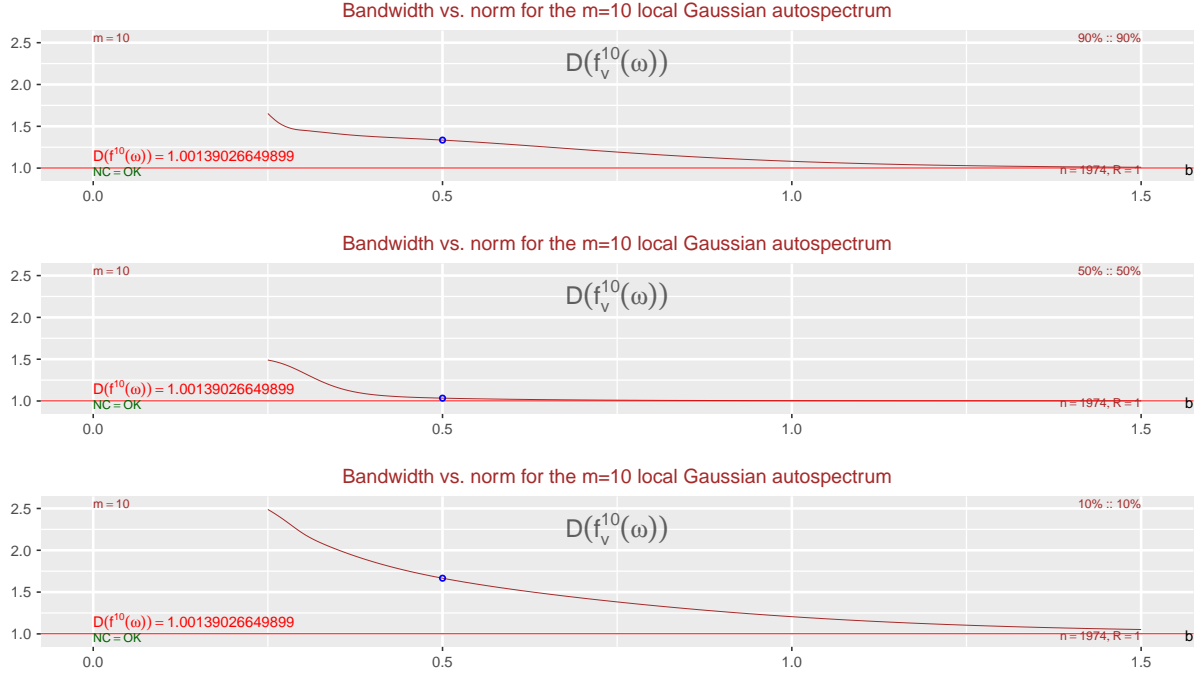 Bandwidth vs. norm for the m=10 local Gaussian autospectrum
m = 10
90% :: 90%
D(f_v^10(ω))
2.5
2.0
1.5
1.0
D(f^10(ω)) = 1.00139026649899
NC = OK
n = 1974, R = 1
b
0.0 0.5 1.0 1.5
Bandwidth vs. norm for the m=10 local Gaussian autospectrum
m = 10
50% :: 50%
D(f_v^10(ω))
2.5
2.0
1.5
1.0
D(f^10(ω)) = 1.00139026649899
NC = OK
n = 1974, R = 1
b
0.0 0.5 1.0 1.5
Bandwidth vs. norm for the m=10 local Gaussian autospectrum
m = 10
10% :: 10%
D(f_v^10(ω))
2.5
2.0
1.5
1.0
D(f^10(ω)) = 1.00139026649899
NC = OK
n = 1974, R = 1
b
0.0 0.5 1.0 1.5